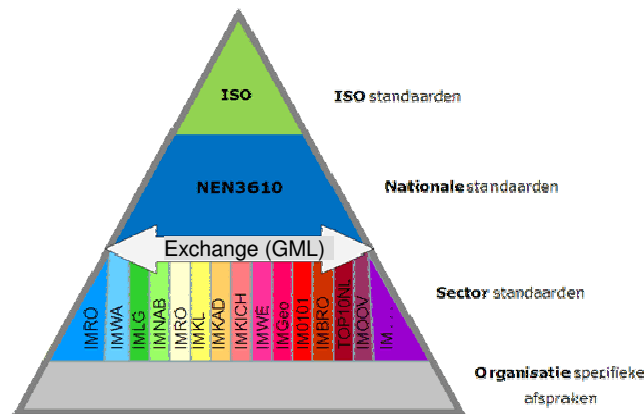 ISO
ISO standaarden
NEN3610
Nationale standaarden
Exchange (GML)
IMRO
IMWA
IMLG
IMNAB
IMRO
IMKL
IMKAD
IMKICH
IMWE
IMGeo
IM0101
IMBRO
TOP10NL
IMOOV
IM....
Sector standaarden
Organisatie specifieke
afspraken